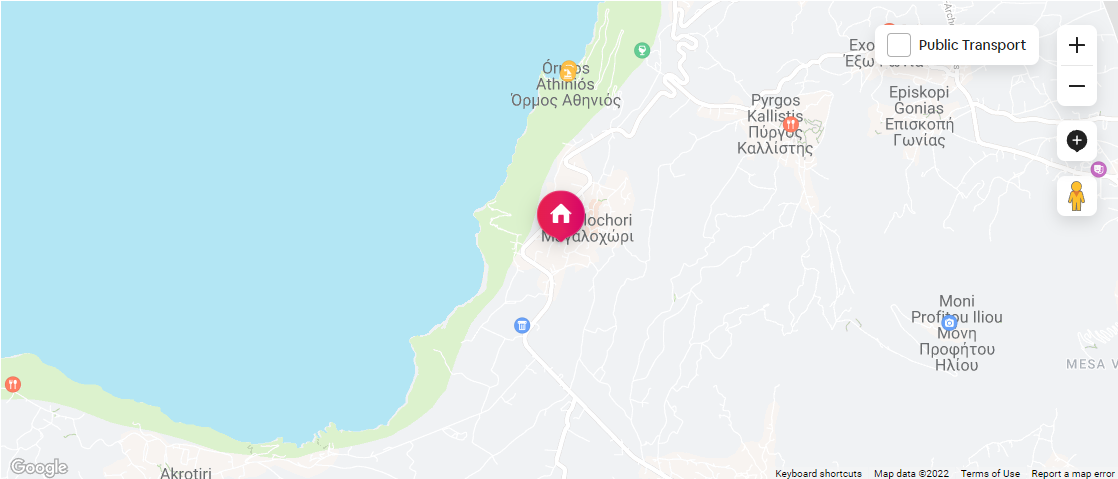 Public Transport
Exo
Έξω Γωνιά
Órmos
Athiniós
Όρμος Αθηνιός
Pyrgos
Kallistis
Πύργος
Καλλίστης
Episkopi
Gonias
Επισκοπή
Γωνίας
lochori
Μεγαλοχώρι
Moni
Profitou Iliou
Μονη
Προφήτου
Ηλίου
MESA V
Akrotiri
Google
Keyboard shortcuts
Map data ©2022
Terms of Use
Report a map error